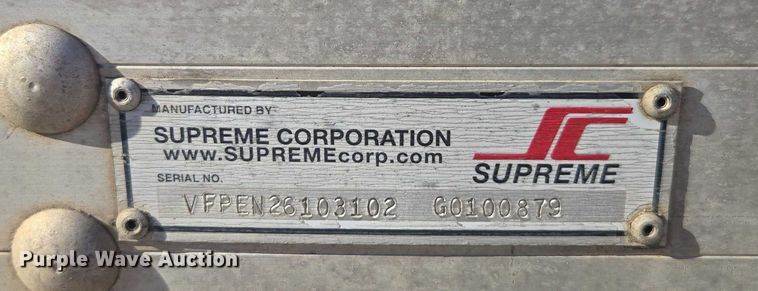 MANUFACTURED BY
SUPREME CORPORATION
www.SUPREMEcorp.com
SC
SUPREME
SERIAL NO.
VFPEN26103102 G0100879
Purple Wave Auction